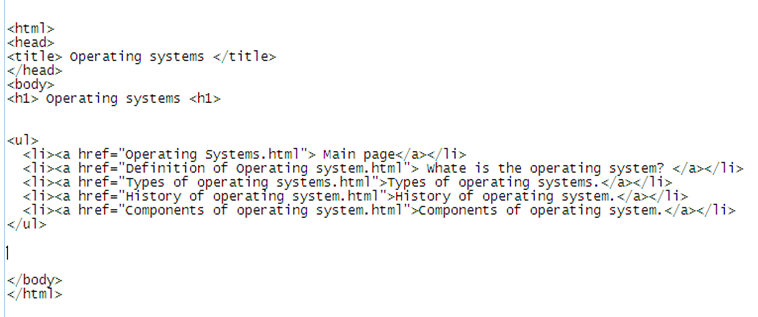 <html>
<head>
<title> Operating systems </title>
</head>
<body>
<h1> Operating systems <h1>
<ul>
<li><a href="Operating Systems.html"> Main page</a></li>
<li><a href="Definition of Operating system.html"> Whate is the operating system? </a></li>
<li><a href="Types of operating systems.html">Types of operating systems.</a></li>
<li><a href="History of operating system.html">History of operating system.</a></li>
<li><a href="Components of operating system.html">Components of operating system.</a></li>
</ul>
</body>
</html>